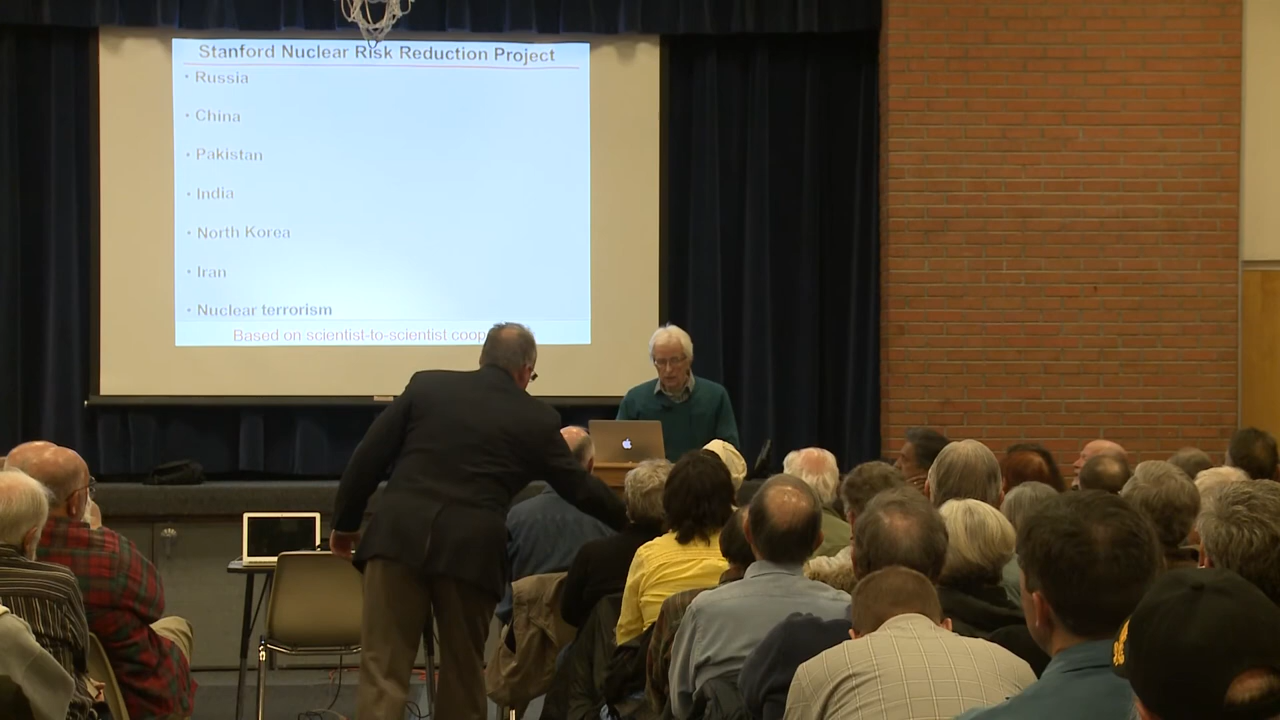 Stanford Nuclear Risk Reduction Project
• Russia
• China
• Pakistan
• India
• North Korea
• Iran
• Nuclear terrorism
Based on scientist-to-scientist